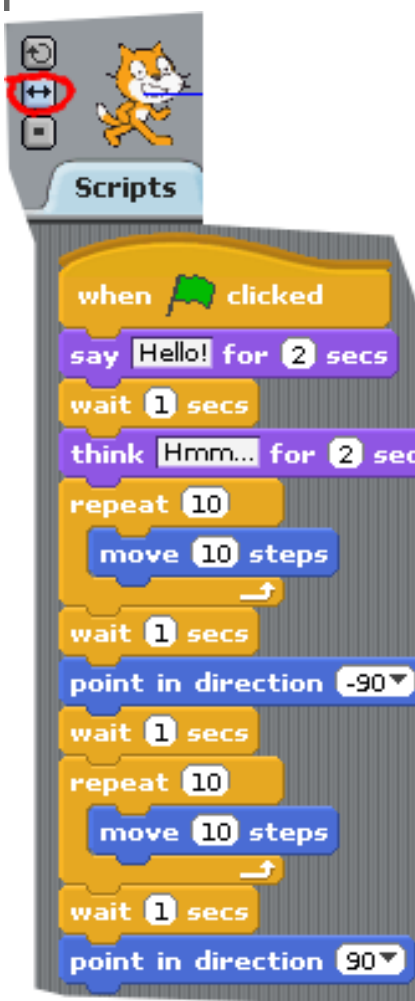 Scripts
when clicked
say Hello! for 2 secs
wait 1 secs
think Hmm... for 2 sec
repeat 10
move 10 steps
wait 1 secs
point in direction -90
wait 1 secs
repeat 10
move 10 steps
wait 1 secs
point in direction 90